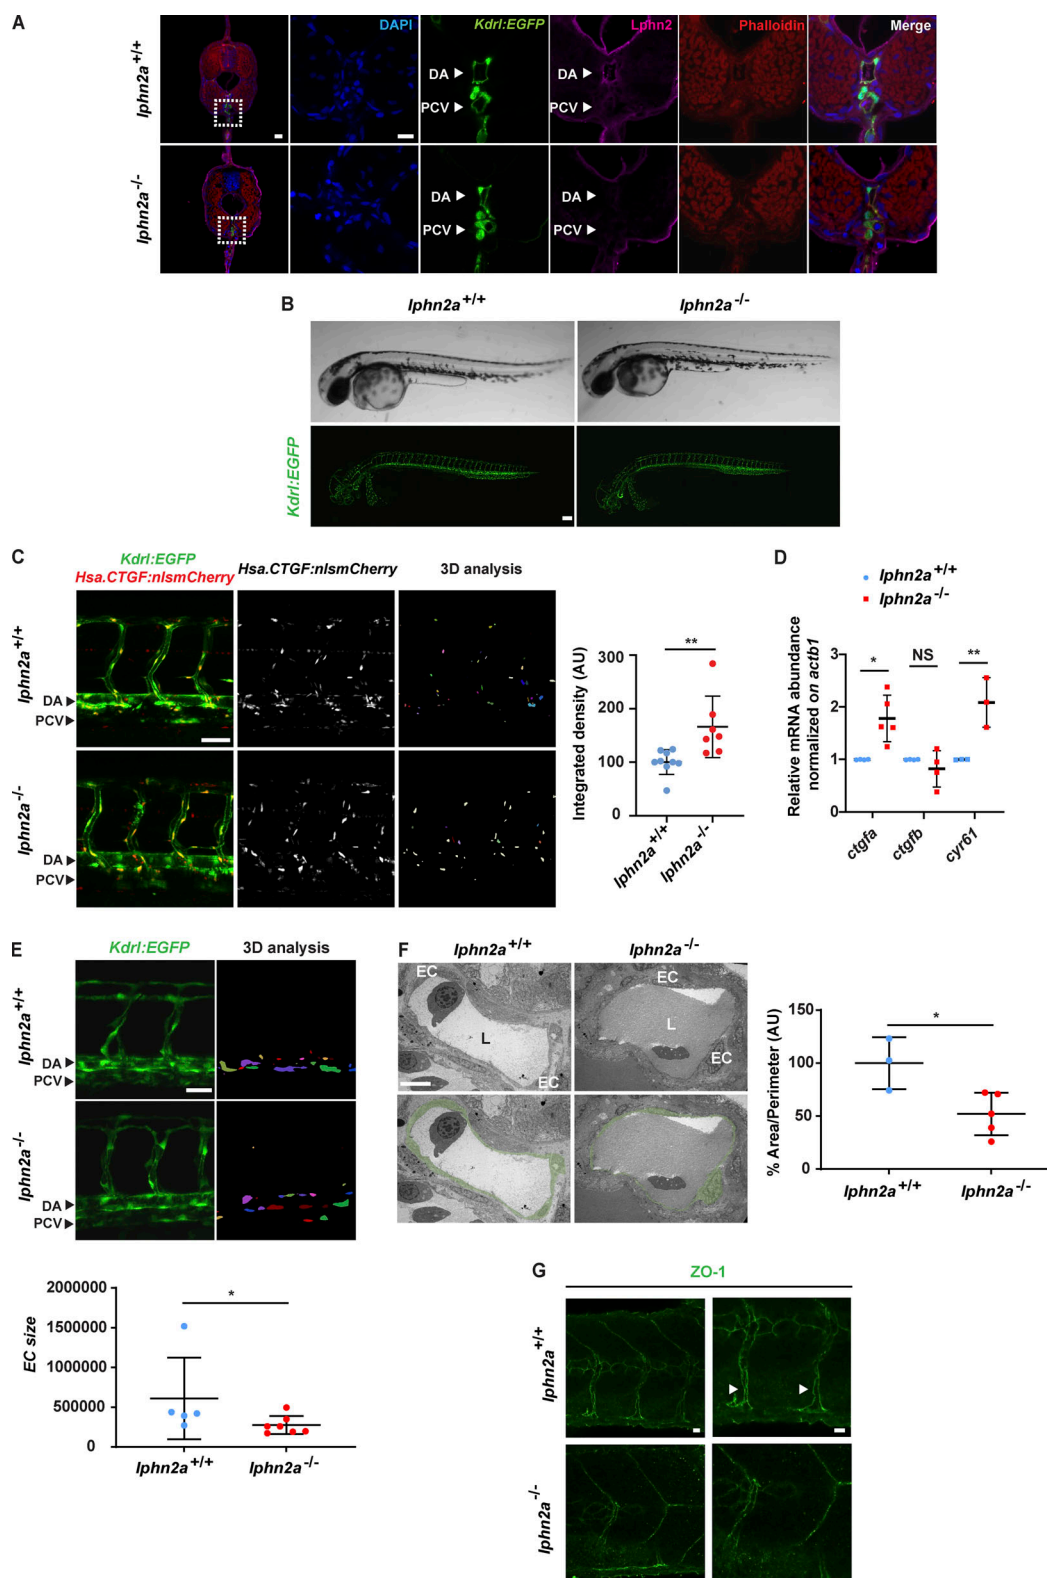 A
DAPI
Kdrl:EGFP
Lphn2
Phalloidin
Merge
lphn2a+/+
DA
PCV
DA
PCV
lphn2a-/-
DA
PCV
DA
PCV
B
lphn2a+/+
lphn2a-/-
Kdrl:EGFP
C
Kdrl:EGFP
Hsa.CTGF:nlsmCherry
Hsa.CTGF:nlsmCherry
3D analysis
lphn2a+/+
DA
PCV
lphn2a-/-
DA
PCV
Integrated density (AU)
300
200
100
0
**
lphn2a+/+
lphn2a-/-
D
lphn2a+/+
lphn2a-/-
Relative mRNA abundance
normalized on actb1
3
2
1
0
*
NS
**
ctgfa
ctgfb
cyr61
E
Kdrl:EGFP
3D analysis
lphn2a+/+
DA
PCV
lphn2a-/-
DA
PCV
EC size
2000000
1500000
1000000
500000
0
*
lphn2a+/+
lphn2a-/-
F
lphn2a+/+
lphn2a-/-
EC
L
EC
EC
L
EC
% Area/Perimeter (AU)
150
100
50
0
*
lphn2a+/+
lphn2a-/-
G
ZO-1
lphn2a+/+
lphn2a-/-